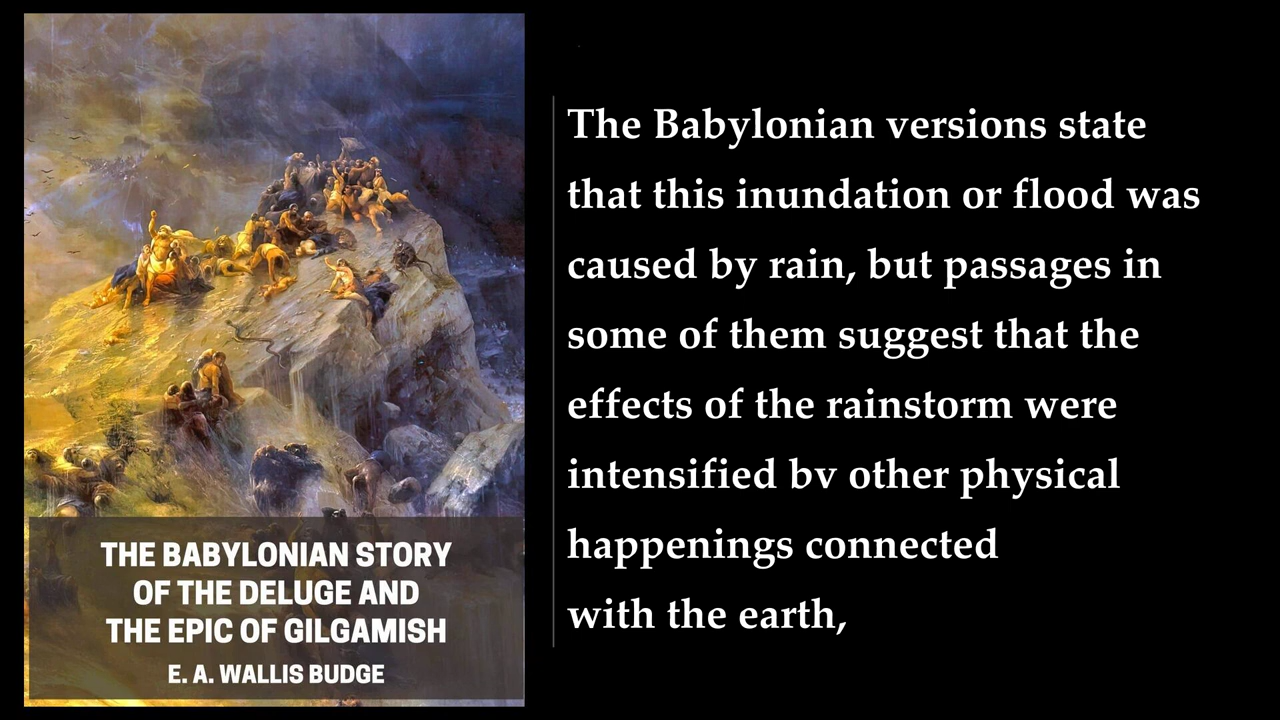 THE BABYLONIAN STORY
OF THE DELUGE AND
THE EPIC OF GILGAMISH
E. A. WALLIS BUDGE
The Babylonian versions state
that this inundation or flood was
caused by rain, but passages in
some of them suggest that the
effects of the rainstorm were
intensified bv other physical
happenings connected
with the earth,